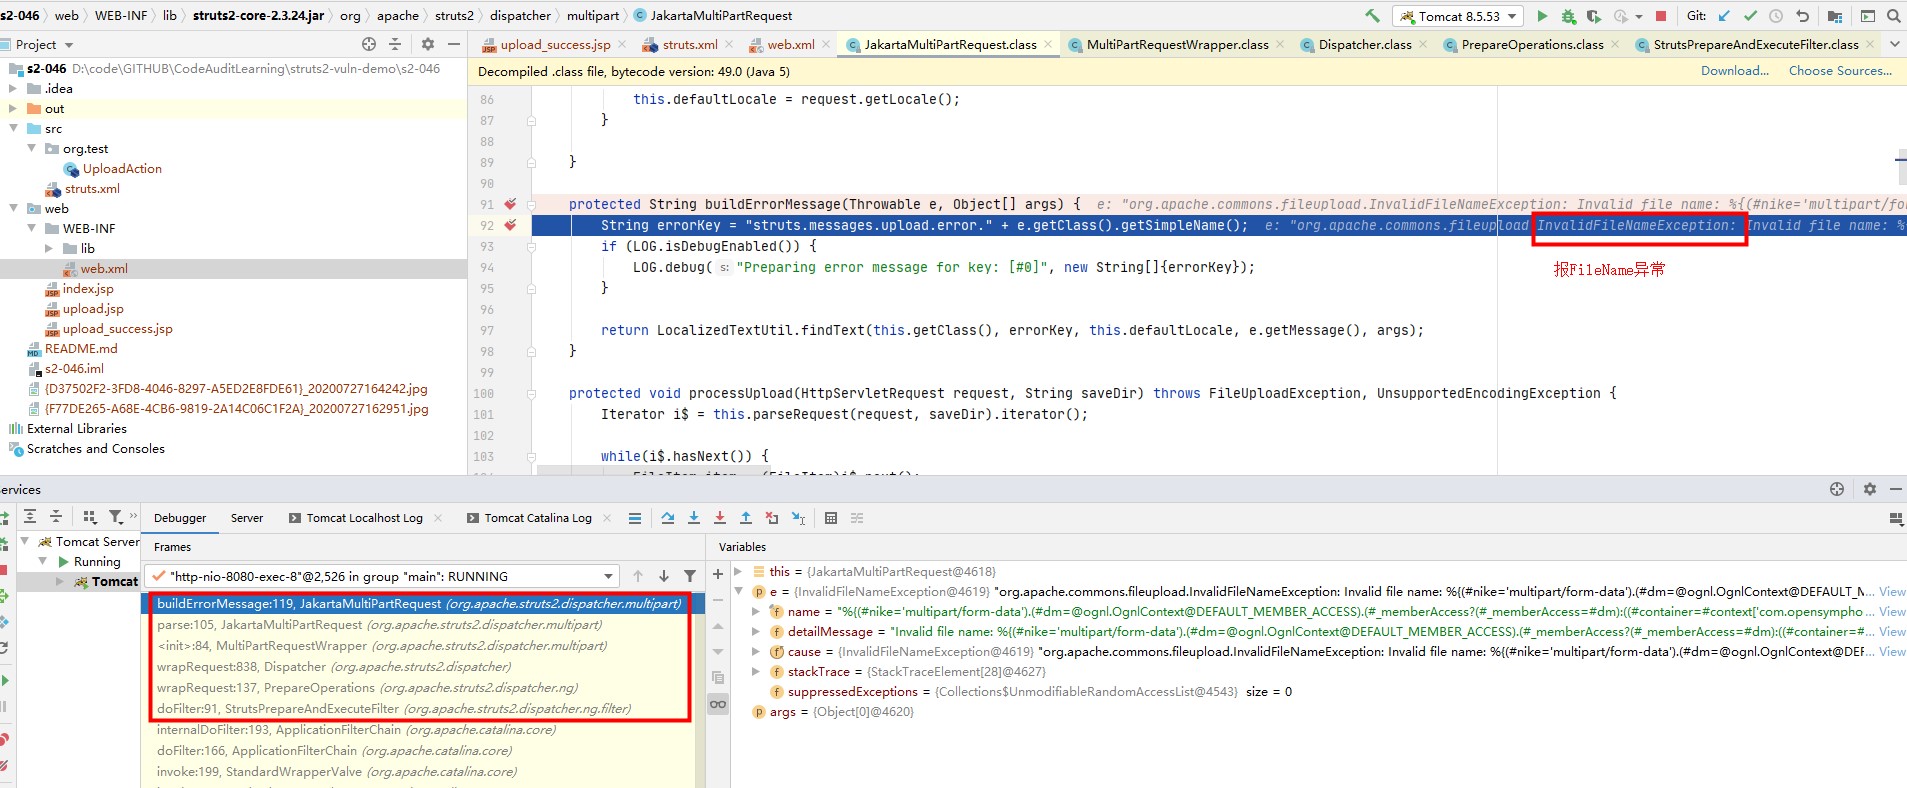 s2-046 › web › WEB-INF › lib › struts2-core-2.3.24.jar › org › apache › struts2 › dispatcher › multipart › JakartaMultiPartRequest
Tomcat 8.5.53
Git:
Project
upload_success.jsp
struts.xml
web.xml
JakartaMultiPartRequest.class
MultiPartRequestWrapper.class
Dispatcher.class
PrepareOperations.class
StrutsPrepareAndExecuteFilter.class
s2-046 D:\code\GITHUB\CodeAuditLearning\struts2-vuln-demo\s2-046
.idea
out
src
org.test
UploadAction
struts.xml
web
WEB-INF
lib
web.xml
index.jsp
upload.jsp
upload_success.jsp
README.md
s2-046.iml
{D37502F2-3FD8-4046-8297-A5ED2E8FDE61}_20200727164242.jpg
{F77DE265-A68E-4CB6-9819-2A14C06C1F2A}_20200727162951.jpg
External Libraries
Scratches and Consoles
Decompiled .class file, bytecode version: 49.0 (Java 5)
Download...
Choose Sources...
86 this.defaultLocale = request.getLocale();
87 }
88
89 }
90
91 protected String buildErrorMessage(Throwable e, Object[] args) { e: "org.apache.commons.fileupload.InvalidFileNameException: Invalid file name: %{(#nike='multipart/fo
92 String errorKey = "struts.messages.upload.error." + e.getClass().getSimpleName(); e: "org.apache.commons.fileupload.InvalidFileNameException: Invalid file name: %
93 if (LOG.isDebugEnabled()) {
报FileName异常
94 LOG.debug( s: "Preparing error message for key: [#0]", new String[]{errorKey});
95 }
96
97 return LocalizedTextUtil.findText(this.getClass(), errorKey, this.defaultLocale, e.getMessage(), args);
98 }
99
100 protected void processUpload(HttpServletRequest request, String saveDir) throws FileUploadException, UnsupportedEncodingException {
101 Iterator i$ = this.parseRequest(request, saveDir).iterator();
102
103 while(i$.hasNext()) {
ervices
Debugger
Server
Tomcat Localhost Log
Tomcat Catalina Log
Tomcat Server
Running
Tomcat
Frames
"http-nio-8080-exec-8"@2,526 in group "main": RUNNING
buildErrorMessage:119, JakartaMultiPartRequest (org.apache.struts2.dispatcher.multipart)
parse:105, JakartaMultiPartRequest (org.apache.struts2.dispatcher.multipart)
<init>:84, MultiPartRequestWrapper (org.apache.struts2.dispatcher.multipart)
wrapRequest:838, Dispatcher (org.apache.struts2.dispatcher)
wrapRequest:137, PrepareOperations (org.apache.struts2.dispatcher.ng)
doFilter:91, StrutsPrepareAndExecuteFilter (org.apache.struts2.dispatcher.ng.filter)
internalDoFilter:193, ApplicationFilterChain (org.apache.catalina.core)
doFilter:166, ApplicationFilterChain (org.apache.catalina.core)
invoke:199, StandardWrapperValve (org.apache.catalina.core)
Variables
this = {JakartaMultiPartRequest@4618}
e = {InvalidFileNameException@4619} "org.apache.commons.fileupload.InvalidFileNameException: Invalid file name: %{(#nike='multipart/form-data').(#dm=@ognl.OgnlContext@DEFAULT_M... View
name = "%{(#nike='multipart/form-data').(#dm=@ognl.OgnlContext@DEFAULT_MEMBER_ACCESS).(#_memberAccess?(#_memberAccess=#dm):((#container=#context['com.opensympho ... View
detailMessage = "Invalid file name: %{(#nike='multipart/form-data').(#dm=@ognl.OgnlContext@DEFAULT_MEMBER_ACCESS).(#_memberAccess?(#_memberAccess=#dm):((#container=#... View
cause = {InvalidFileNameException@4619} "org.apache.commons.fileupload.InvalidFileNameException: Invalid file name: %{(#nike='multipart/form-data').(#dm=@ognl.OgnlContext@DEF... View
stackTrace = {StackTraceElement[28]@4627}
suppressedExceptions = {Collections$UnmodifiableRandomAccessList@4543} size = 0
args = {Object[0]@4620}